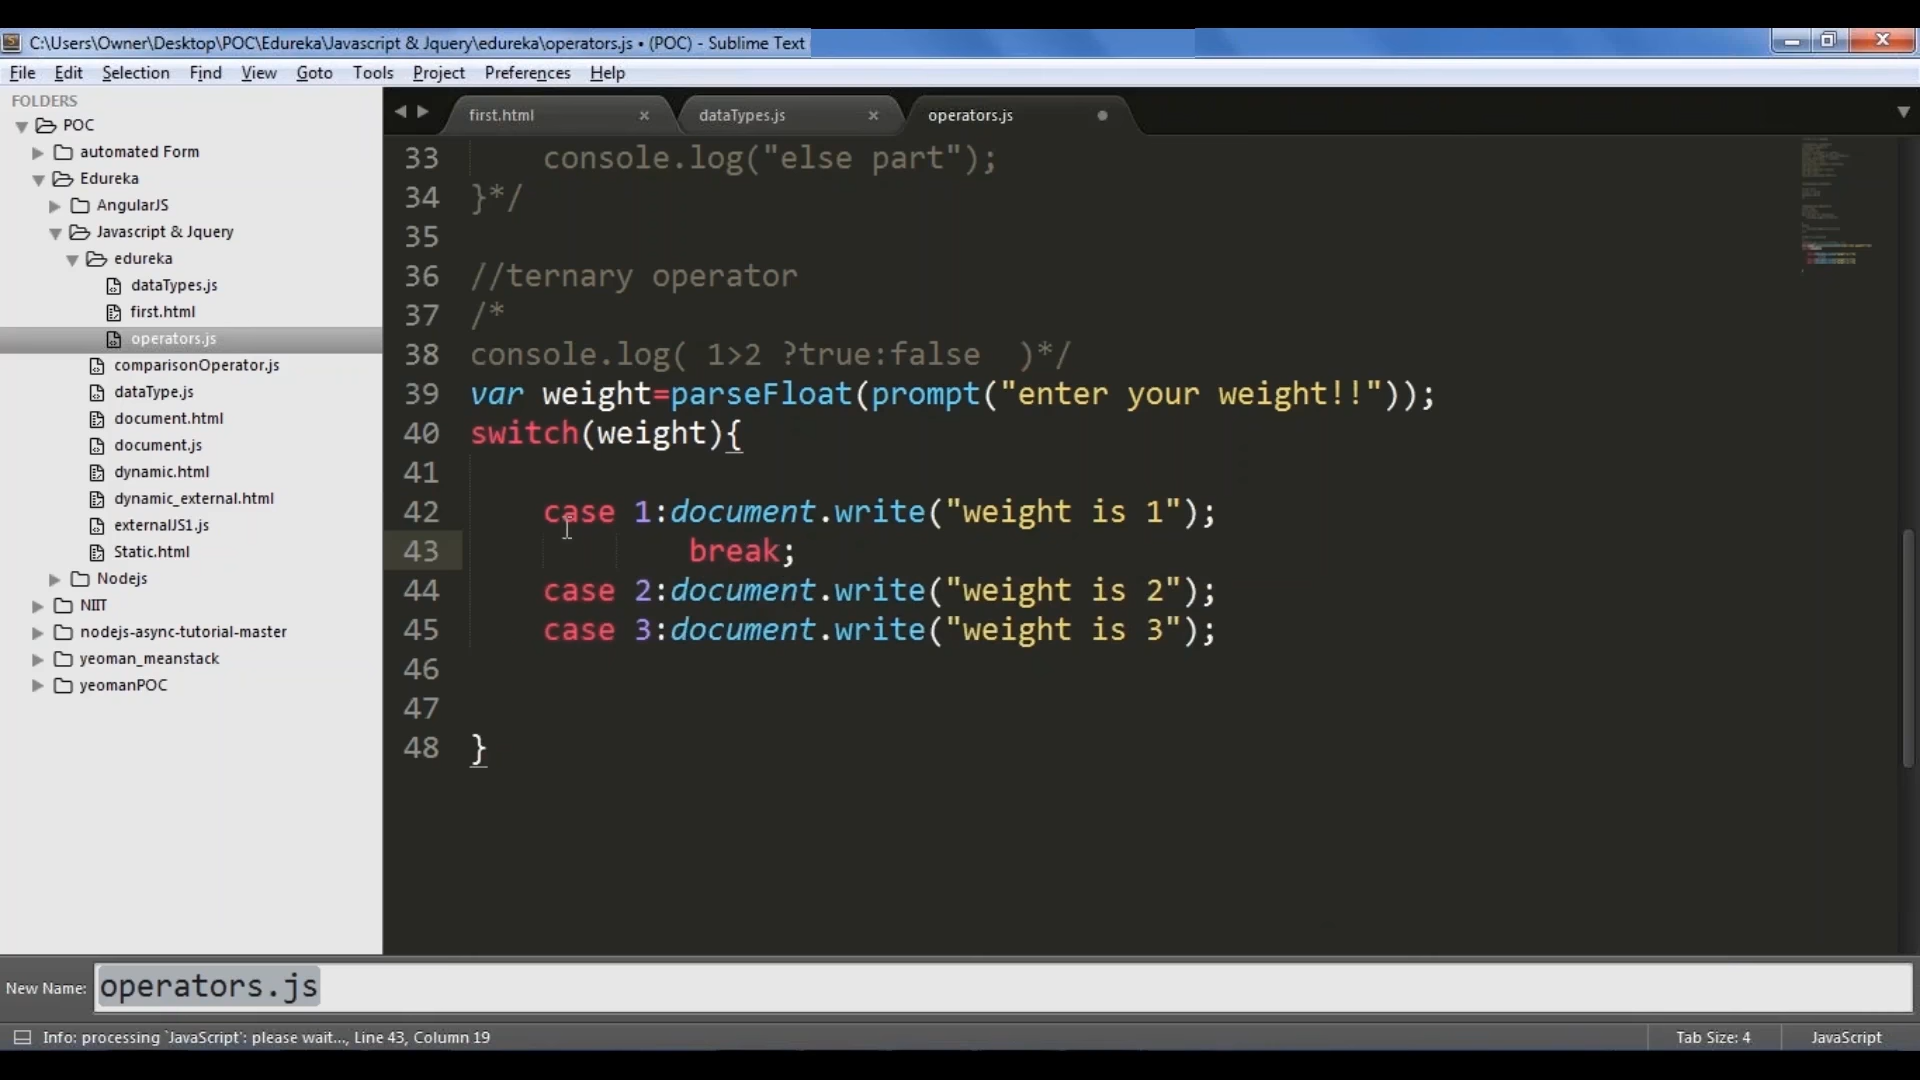 C:\Users\Owner\Desktop\POC\Edureka\Javascript & Jquery\edureka\operators.js • (POC) - Sublime Text
File Edit Selection Find View Goto Tools Project Preferences Help
FOLDERS
POC
automated Form
Edureka
AngularJS
Javascript & Jquery
edureka
dataTypes.js
first.html
operators.js
comparisonOperator.js
dataType.js
document.html
document.js
dynamic.html
dynamic_external.html
externalJS1.js
Static.html
Nodejs
NIIT
nodejs-async-tutorial-master
yeoman_meanstack
yeomanPOC
first.html × dataTypes.js × operators.js
33 console.log("else part");
34 }*/
35
36 //ternary operator
37 /*
38 console.log( 1>2 ?true:false )*/
39 var weight=parseFloat(prompt("enter your weight!!"));
40 switch(weight){
41
42 case 1:document.write("weight is 1");
43 break;
44 case 2:document.write("weight is 2");
45 case 3:document.write("weight is 3");
46
47
48 }
New Name: operators.js
Info: processing `JavaScript': please wait..., Line 43, Column 19 Tab Size: 4 JavaScript